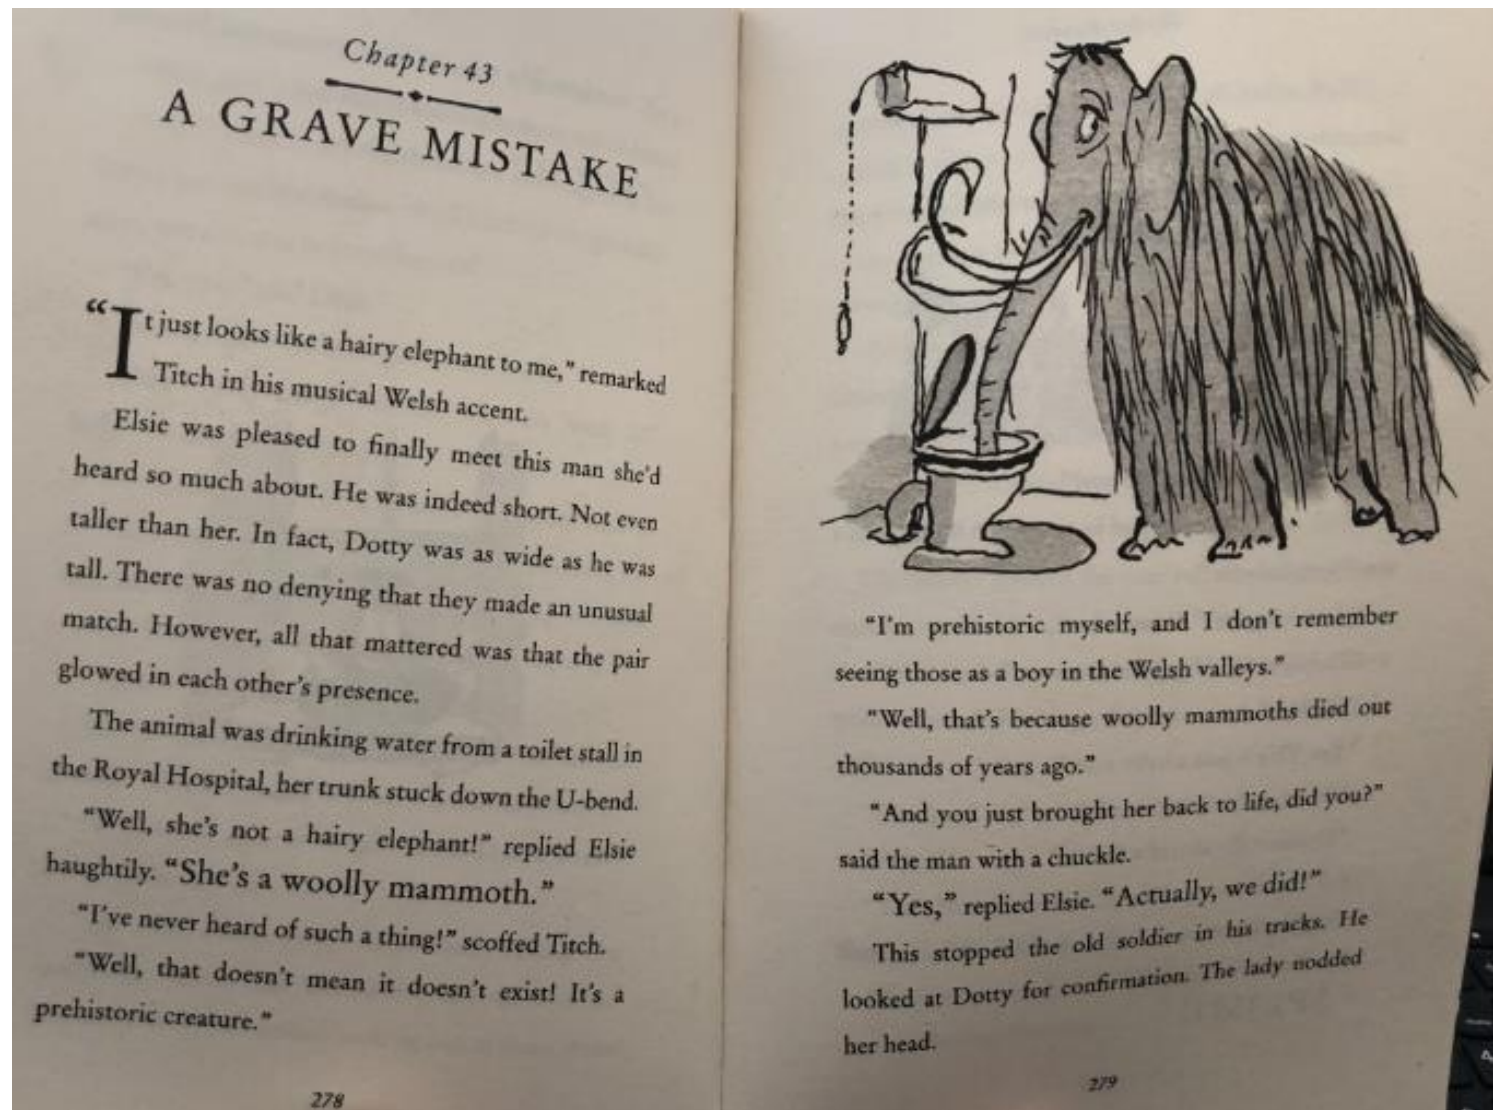 Chapter 43
A GRAVE MISTAKE
“It just looks like a hairy elephant to me,” remarked
Titch in his musical Welsh accent.
Elsie was pleased to finally meet this man she’d
heard so much about. He was indeed short. Not even
taller than her. In fact, Dotty was as wide as he was
tall. There was no denying that they made an unusual
match. However, all that mattered was that the pair
glowed in each other’s presence.
The animal was drinking water from a toilet stall in
the Royal Hospital, her trunk stuck down the U-bend.
“Well, she’s not a hairy elephant!” replied Elsie
haughtily. “She’s a woolly mammoth.”
“I’ve never heard of such a thing!” scoffed Titch.
“Well, that doesn’t mean it doesn’t exist! It’s a
prehistoric creature.”
278
“I’m prehistoric myself, and I don’t remember
seeing those as a boy in the Welsh valleys.”
“Well, that’s because woolly mammoths died out
thousands of years ago.”
“And you just brought her back to life, did you?”
said the man with a chuckle.
“Yes,” replied Elsie. “Actually, we did!”
This stopped the old soldier in his tracks. He
looked at Dotty for confirmation. The lady nodded
her head.
279